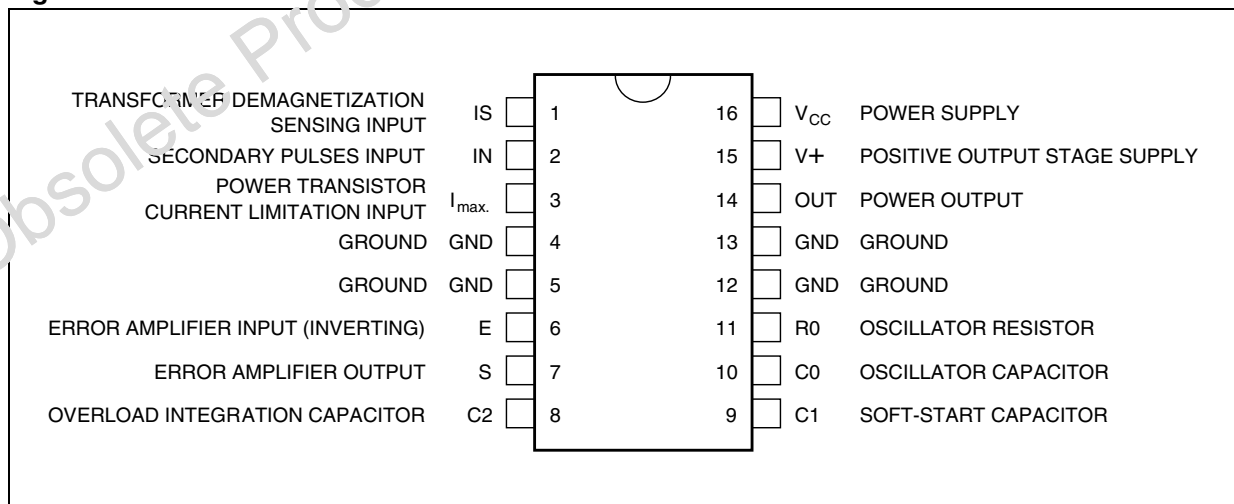 Obsolete Prod
TRANSFORMER DEMAGNETIZATION
SENSING INPUT IS 1
SECONDARY PULSES INPUT IN 2
POWER TRANSISTOR
CURRENT LIMITATION INPUT Imax. 3
GROUND GND 4
GROUND GND 5
ERROR AMPLIFIER INPUT (INVERTING) E 6
ERROR AMPLIFIER OUTPUT S 7
OVERLOAD INTEGRATION CAPACITOR C2 8
16 VCC POWER SUPPLY
15 V+ POSITIVE OUTPUT STAGE SUPPLY
14 OUT POWER OUTPUT
13 GND GROUND
12 GND GROUND
11 R0 OSCILLATOR RESISTOR
10 C0 OSCILLATOR CAPACITOR
9 C1 SOFT-START CAPACITOR